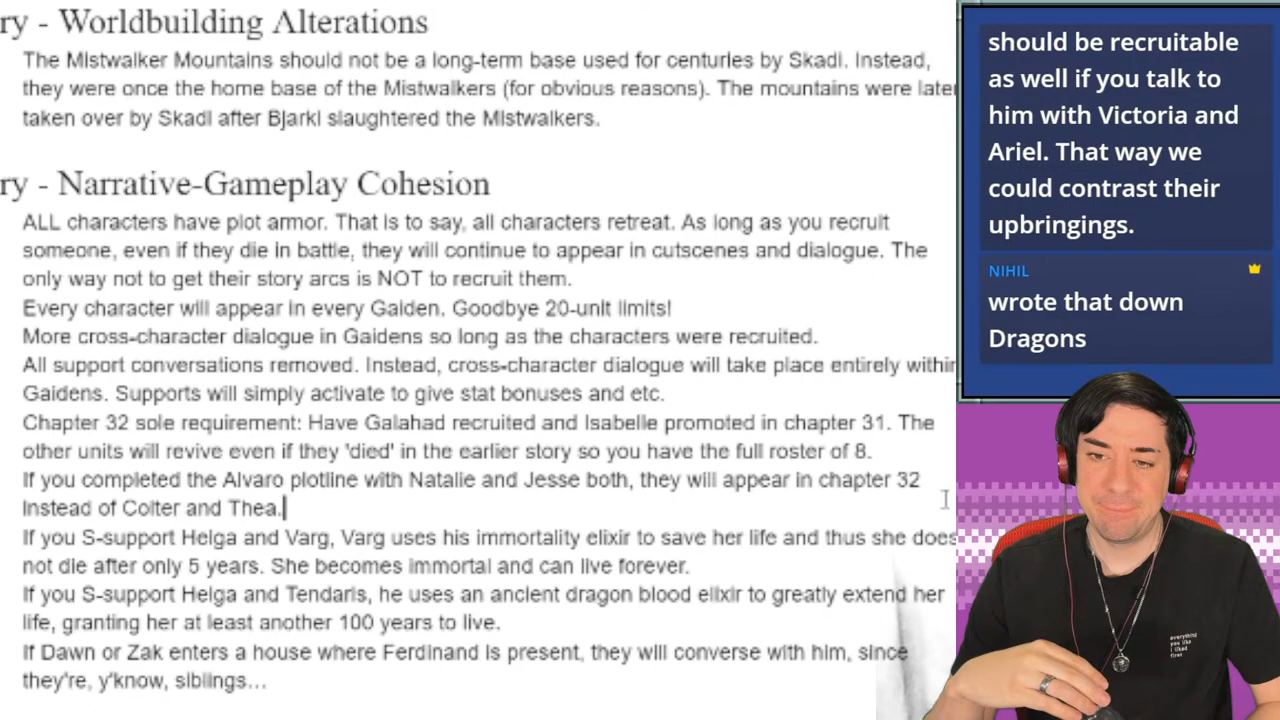 ry - Worldbuilding Alterations
The Mistwalker Mountains should not be a long-term base used for centuries by Skadi. Instead,
they were once the home base of the Mistwalkers (for obvious reasons). The mountains were later
taken over by Skadi after Bjarki slaughtered the Mistwalkers.
ry - Narrative-Gameplay Cohesion
ALL characters have plot armor. That is to say, all characters retreat. As long as you recruit
someone, even if they die in battle, they will continue to appear in cutscenes and dialogue. The
only way not to get their story arcs is NOT to recruit them.
Every character will appear in every Gaiden. Goodbye 20-unit limits!
More cross-character dialogue in Gaidens so long as the characters were recruited.
All support conversations removed. Instead, cross-character dialogue will take place entirely within
Gaidens. Supports will simply activate to give stat bonuses and etc.
Chapter 32 sole requirement: Have Galahad recruited and Isabelle promoted in chapter 31. The
other units will revive even if they 'died' in the earlier story so you have the full roster of 8.
If you completed the Alvaro plotline with Natalie and Jesse both, they will appear in chapter 32
instead of Colter and Thea.
If you S-support Helga and Varg, Varg uses his immortality elixir to save her life and thus she does
not die after only 5 years. She becomes immortal and can live forever.
If you S-support Helga and Tendaris, he uses an ancient dragon blood elixir to greatly extend her
life, granting her at least another 100 years to live.
If Dawn or Zak enters a house where Ferdinand is present, they will converse with him, since
they're, y'know, siblings...
should be recruitable
as well if you talk to
him with Victoria and
Ariel. That way we
could contrast their
upbringings.
NIHIL
wrote that down
Dragons
everything
you like
I liked
first